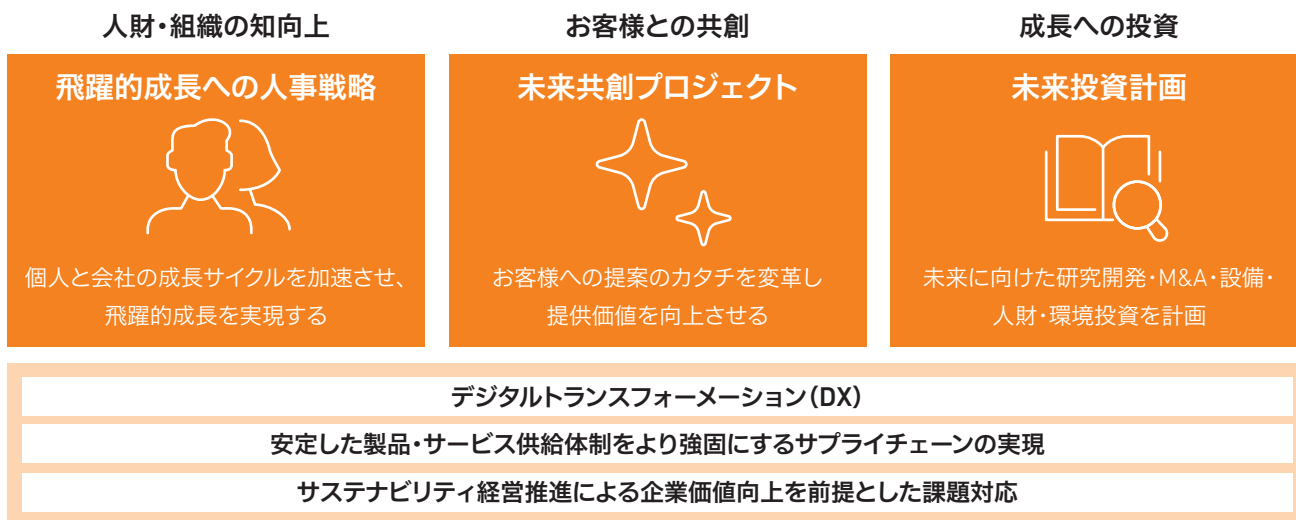 人財・組織の知向上
お客様との共創
成長への投資
飛躍的成長への人事戦略
個人と会社の成長サイクルを加速させ、
飛躍的成長を実現する
未来共創プロジェクト
お客様への提案のカタチを変革し
提供価値を向上させる
未来投資計画
未来に向けた研究開発・M&A・設備・
人財・環境投資を計画
デジタルトランスフォーメーション（DX）
安定した製品・サービス供給体制をより強固にするサプライチェーンの実現
サステナビリティ経営推進による企業価値向上を前提とした課題対応